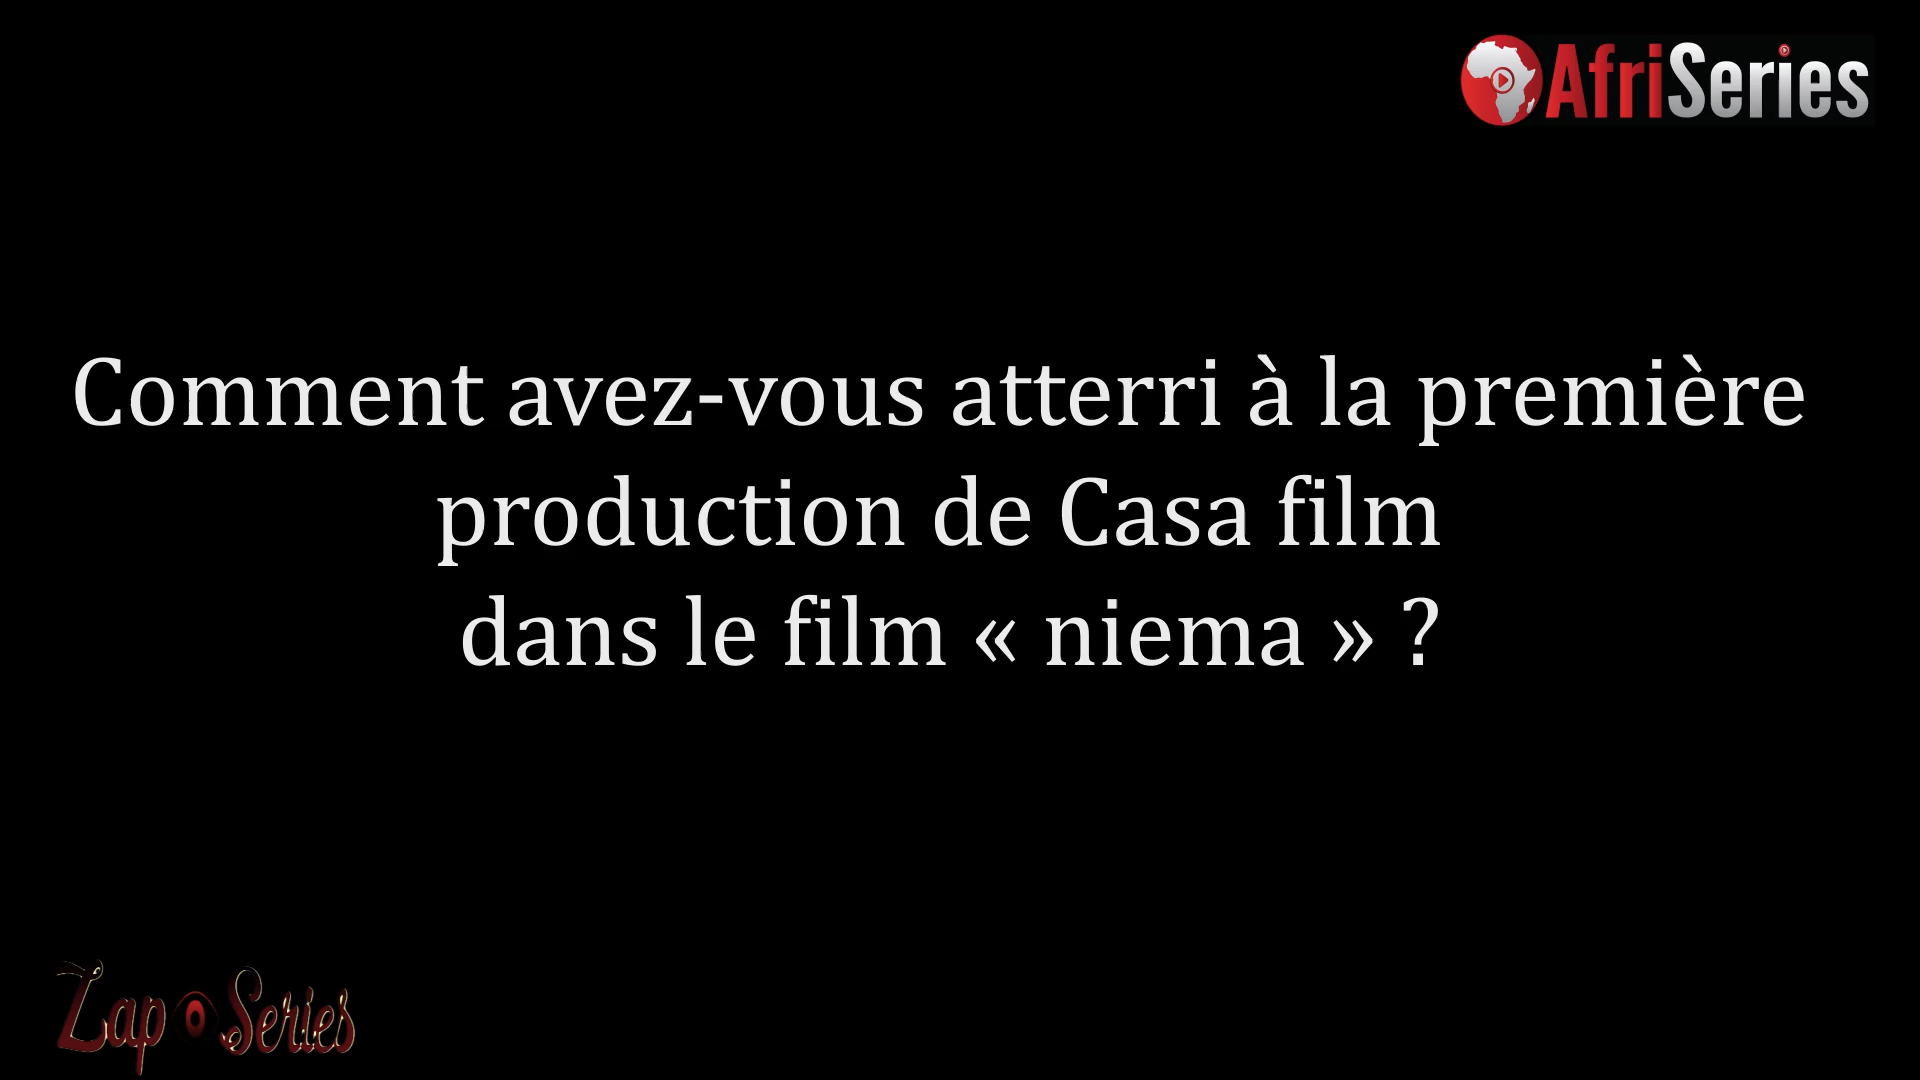 AfriSeries
Comment avez-vous atterri à la première
production de Casa film
dans le film « niema » ?
Zap Series